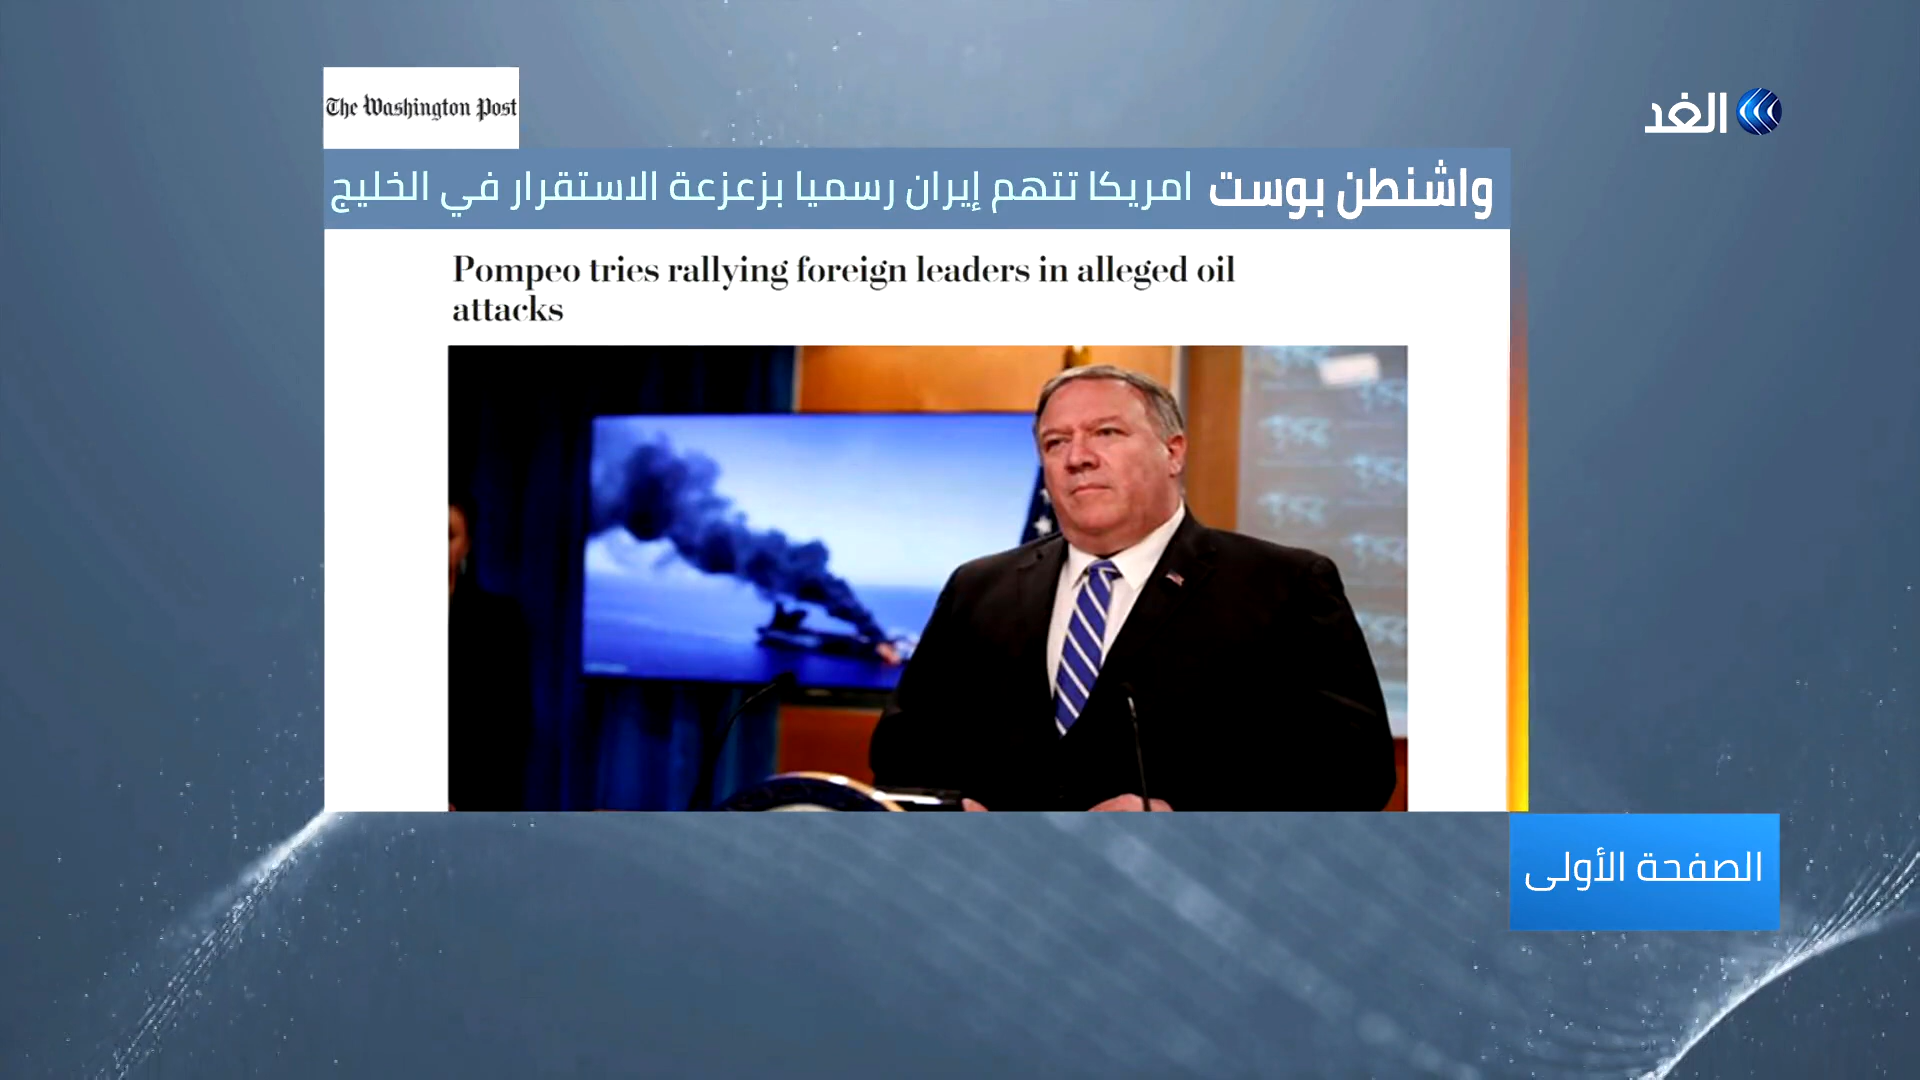 The Washington Post
الغد
واشنطن بوست امريكا تتهم إيران رسميا بزعزعة الاستقرار في الخليج
Pompeo tries rallying foreign leaders in alleged oil
attacks
الصفحة الأولى